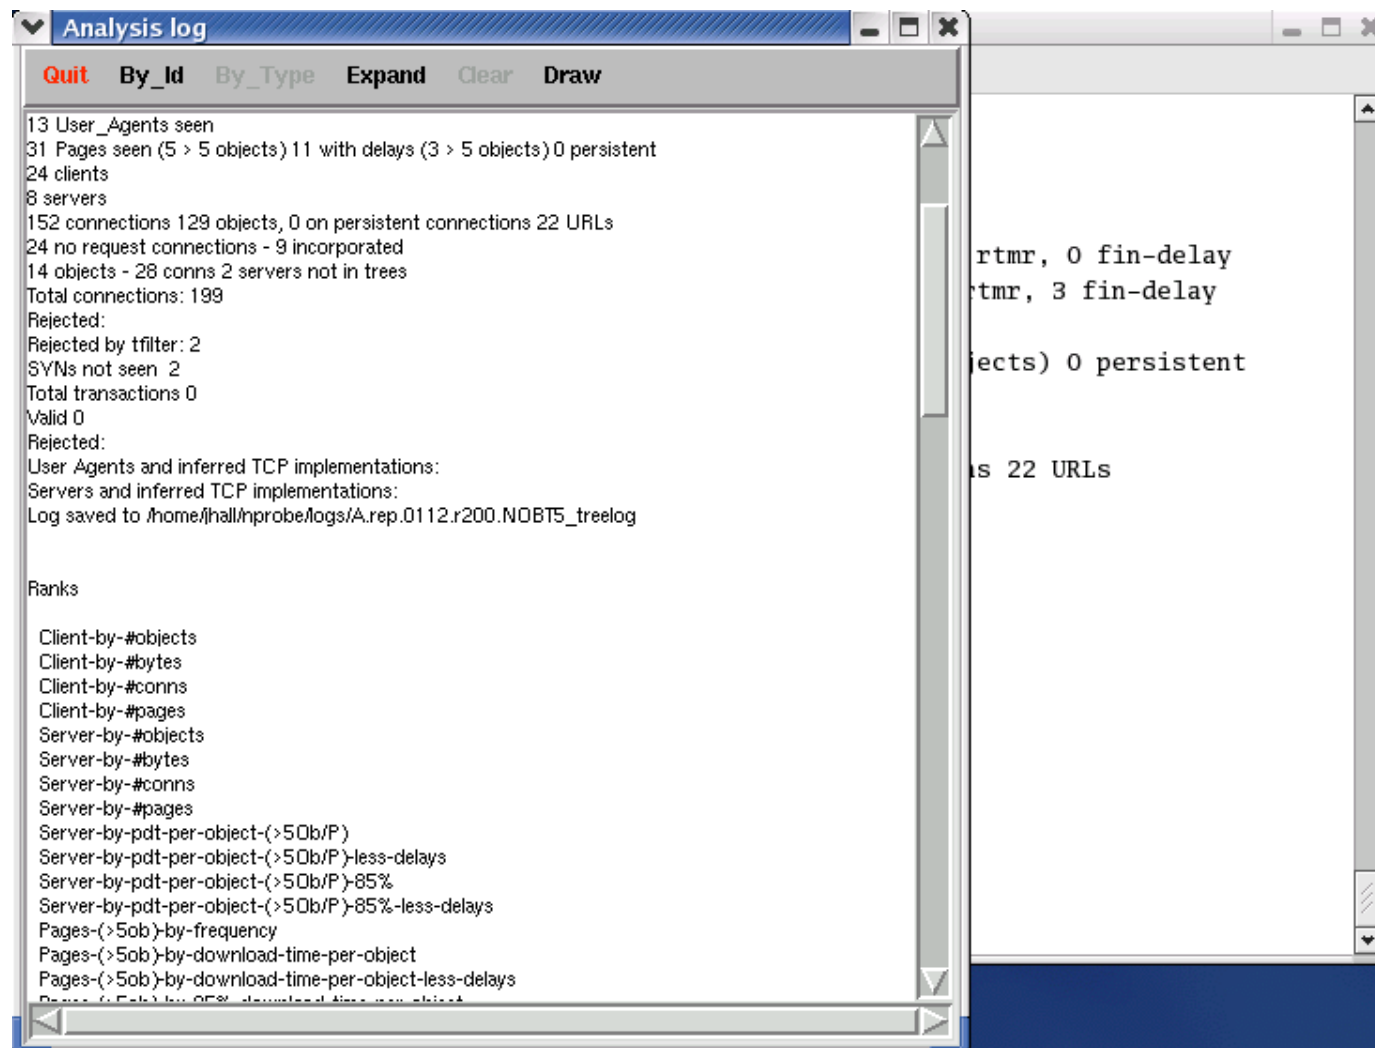 Analysis log
Quit By_Id By_Type Expand Clear Draw
13 User_Agents seen
31 Pages seen (5 > 5 objects) 11 with delays (3 > 5 objects) 0 persistent
24 clients
8 servers
152 connections 129 objects, 0 on persistent connections 22 URLs
24 no request connections - 9 incorporated
14 objects - 28 conns 2 servers not in trees
Total connections: 199
Rejected:
Rejected by tfilter: 2
SYNs not seen 2
Total transactions 0
Valid 0
Rejected:
User Agents and inferred TCP implementations:
Servers and inferred TCP implementations:
Log saved to /home/jhall/nprobe/logs/A.rep.0112.r200.NOBT5_treelog
Ranks
Client-by-#objects
Client-by-#bytes
Client-by-#conns
Client-by-#pages
Server-by-#objects
Server-by-#bytes
Server-by-#conns
Server-by-#pages
Server-by-pdt-per-object-(>5Ob/P)
Server-by-pdt-per-object-(>5Ob/P)-less-delays
Server-by-pdt-per-object-(>5Ob/P)-85%
Server-by-pdt-per-object-(>5Ob/P)-85%-less-delays
Pages-(>5ob)-by-frequency
Pages-(>5ob)-by-download-time-per-object
Pages-(>5ob)-by-download-time-per-object-less-delays
rtmr, 0 fin-delay
rtmr, 3 fin-delay
jects) 0 persistent
s 22 URLs